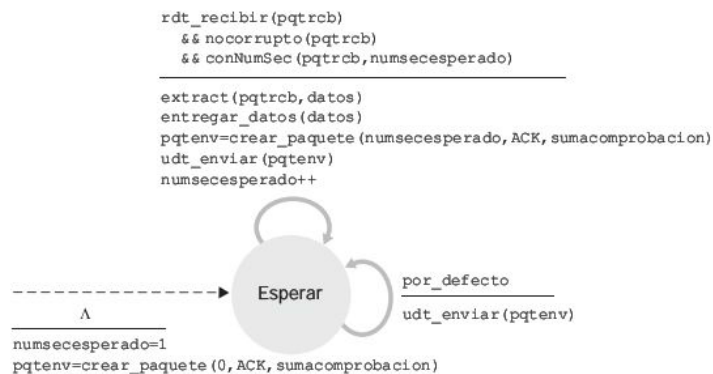 rdt_recibir(pqtrcb)
&& nocorrupto(pqtrcb)
&& conNumSec(pqtrcb,numsecesperado)
extract(pqtrcb,datos)
entregar_datos(datos)
pqtenv=crear_paquete(numsecesperado,ACK,sumacomprobacion)
udt_enviar(pqtenv)
numsecesperado++
Esperar
por_defecto
udt_enviar(pqtenv)
Λ
numsecesperado=1
pqtenv=crear_paquete(0,ACK,sumacomprobacion)